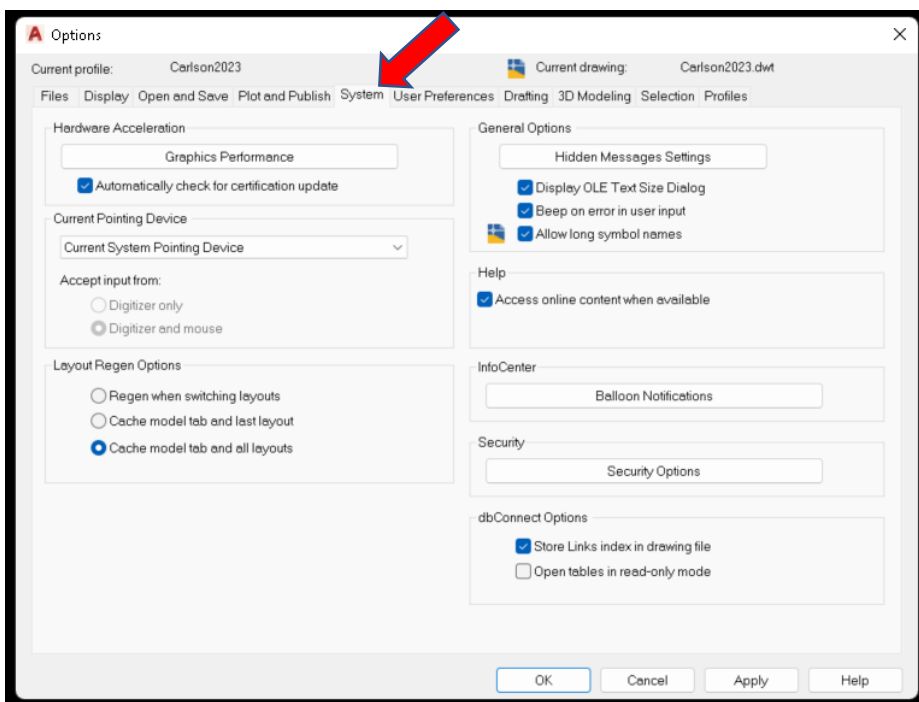 Options
Current profile: Carlson2023 Current drawing: Carlson2023.dwt
Files Display Open and Save Plot and Publish System User Preferences Drafting 3D Modeling Selection Profiles
Hardware Acceleration
Graphics Performance
Automatically check for certification update
Current Pointing Device
Current System Pointing Device
Accept input from:
Digitizer only
Digitizer and mouse
Layout Regen Options
Regen when switching layouts
Cache model tab and last layout
Cache model tab and all layouts
General Options
Hidden Messages Settings
Display OLE Text Size Dialog
Beep on error in user input
Allow long symbol names
Help
Access online content when available
InfoCenter
Balloon Notifications
Security
Security Options
dbConnect Options
Store Links index in drawing file
Open tables in read-only mode
OK Cancel Apply Help